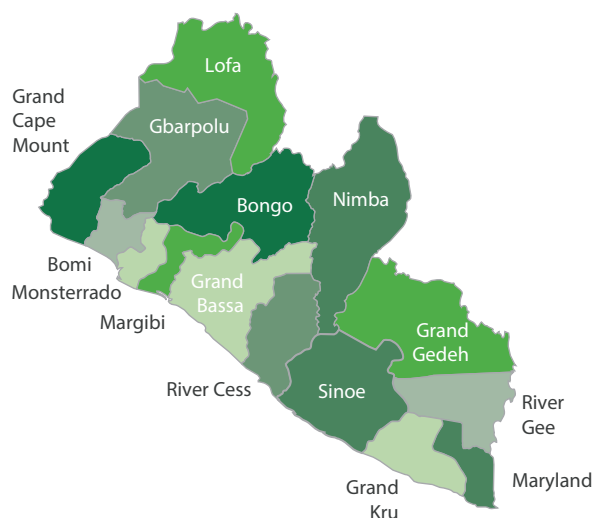 Lofa
Grand
Cape
Mount
Gbarpolu
Nimba
Bongo
Bomi
Monsterrado
Grand
Bassa
Margibi
Grand
Gedeh
River Cess
Sinoe
River
Gee
Maryland
Grand
Kru